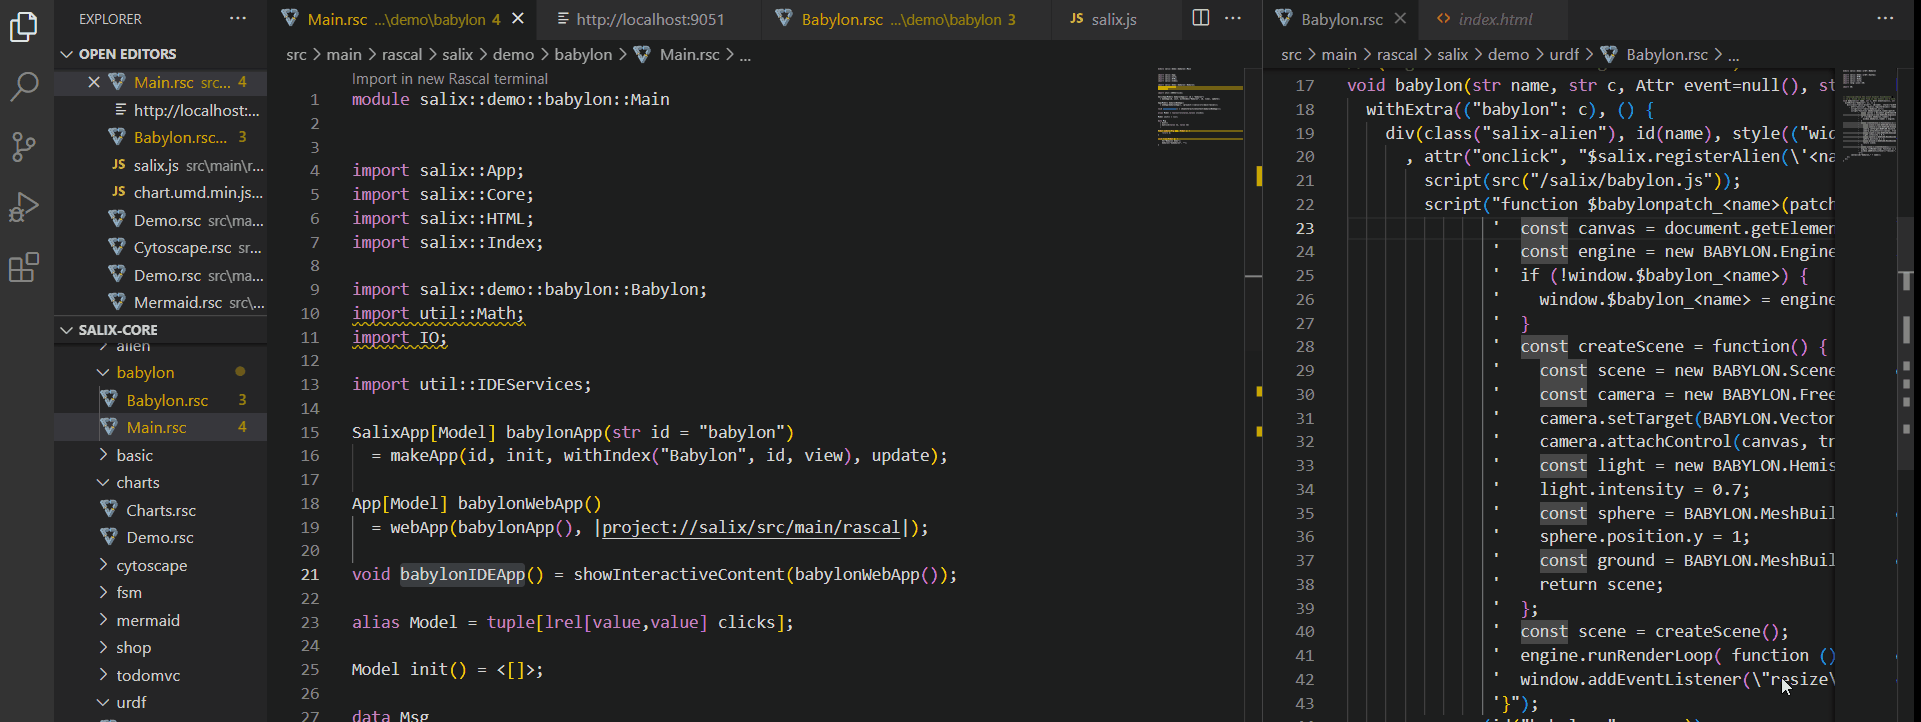 EXPLORER
OPEN EDITORS
Main.rsc src... 4
http://localhost:...
Babylon.rsc... 3
JS salix.js src\main\r...
JS chart.umd.min.js...
Demo.rsc src\ma...
Cytoscape.rsc sr...
Demo.rsc src\ma...
Mermaid.rsc src\...
SALIX-CORE
alien
babylon
Babylon.rsc 3
Main.rsc 4
basic
charts
Charts.rsc
Demo.rsc
cytoscape
fsm
mermaid
shop
todomvc
urdf
Main.rsc ...\demo\babylon 4
http://localhost:9051
Babylon.rsc ...\demo\babylon 3
JS salix.js
src > main > rascal > salix > demo > babylon > Main.rsc > ...
Import in new Rascal terminal
1 module salix::demo::babylon::Main
2
3
4 import salix::App;
5 import salix::Core;
6 import salix::HTML;
7 import salix::Index;
8
9 import salix::demo::babylon::Babylon;
10 import util::Math;
11 import IO;
12
13 import util::IDEServices;
14
15 SalixApp[Model] babylonApp(str id = "babylon")
16 = makeApp(id, init, withIndex("Babylon", id, view), update);
17
18 App[Model] babylonWebApp()
19 = webApp(babylonApp(), |project://salix/src/main/rascal|);
20
21 void babylonIDEApp() = showInteractiveContent(babylonWebApp());
22
23 alias Model = tuple[lrel[value,value] clicks];
24
25 Model init() = <[]>;
26
27 data Msg
Babylon.rsc
<> index.html
src > main > rascal > salix > demo > urdf > Babylon.rsc > ...
17 void babylon(str name, str c, Attr event=null(), st
18 withExtra(("babylon": c), () {
19 div(class("salix-alien"), id(name), style(("wid
20 , attr("onclick", "$salix.registerAlien(\'<na
21 script(src("/salix/babylon.js"));
22 script("function $babylonpatch_<name>(patch
23 ' const canvas = document.getElemen
24 ' const engine = new BABYLON.Engine
25 ' if (!window.$babylon_<name>) {
26 ' window.$babylon_<name> = engine
27 ' }
28 ' const createScene = function() {
29 ' const scene = new BABYLON.Scene
30 ' const camera = new BABYLON.Free
31 ' camera.setTarget(BABYLON.Vector
32 ' camera.attachControl(canvas, tr
33 ' const light = new BABYLON.Hemis
34 ' light.intensity = 0.7;
35 ' const sphere = BABYLON.MeshBuil
36 ' sphere.position.y = 1;
37 ' const ground = BABYLON.MeshBuil
38 ' return scene;
39 ' };
40 ' const scene = createScene();
41 ' engine.runRenderLoop( function ()
42 ' window.addEventListener(\"resize\
43 '}");